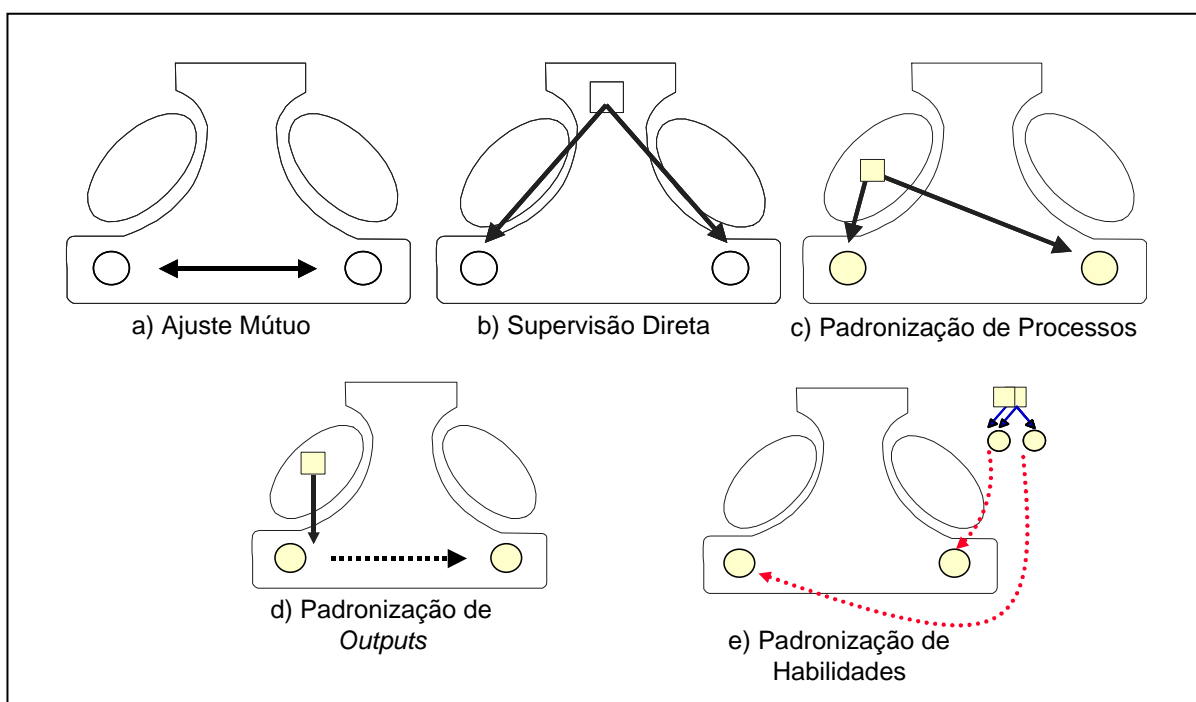 a) Ajuste Mútuo
b) Supervisão Direta
c) Padronização de Processos
d) Padronização de
Outputs
e) Padronização de
Habilidades